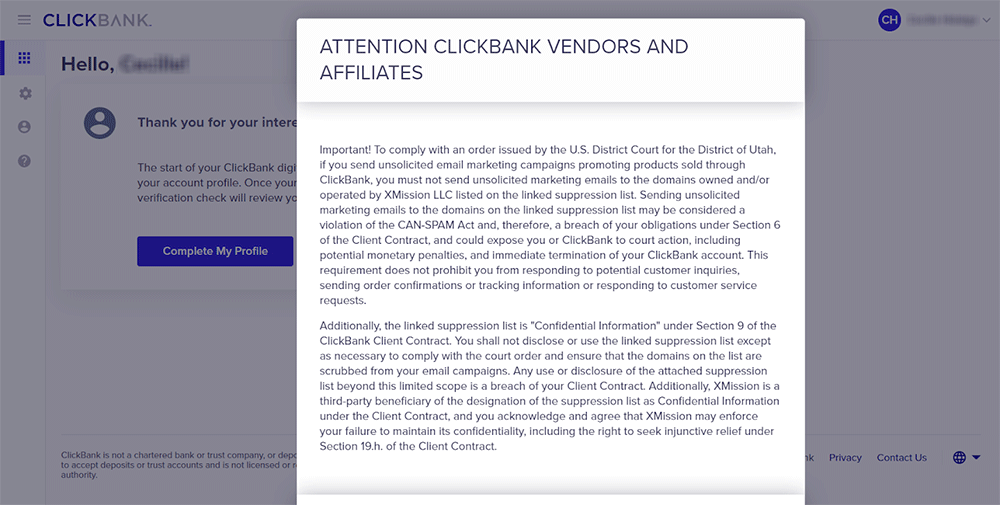 CLICKBANK
CH
Hello,
Thank you for your intere
The start of your ClickBank digi
your account profile. Once your
verification check will review yo
Complete My Profile
ATTENTION CLICKBANK VENDORS AND
AFFILIATES
Important! To comply with an order issued by the U.S. District Court for the District of Utah,
if you send unsolicited email marketing campaigns promoting products sold through
ClickBank, you must not send unsolicited marketing emails to the domains owned and/or
operated by XMission LLC listed on the linked suppression list. Sending unsolicited
marketing emails to the domains on the linked suppression list may be considered a
violation of the CAN-SPAM Act and, therefore, a breach of your obligations under Section 6
of the Client Contract, and could expose you or ClickBank to court action, including
potential monetary penalties, and immediate termination of your ClickBank account. This
requirement does not prohibit you from responding to potential customer inquiries,
sending order confirmations or tracking information or responding to customer service
requests.
Additionally, the linked suppression list is "Confidential Information" under Section 9 of the
ClickBank Client Contract. You shall not disclose or use the linked suppression list except
as necessary to comply with the court order and ensure that the domains on the list are
scrubbed from your email campaigns. Any use or disclosure of the attached suppression
list beyond this limited scope is a breach of your Client Contract. Additionally, XMission is a
third-party beneficiary of the designation of the suppression list as Confidential Information
under the Client Contract, and you acknowledge and agree that XMission may enforce
your failure to maintain its confidentiality, including the right to seek injunctive relief under
Section 19.h. of the Client Contract.
ClickBank is not a chartered bank or trust company, or depo
to accept deposits or trust accounts and is not licensed or r
authority.
nk Privacy Contact Us